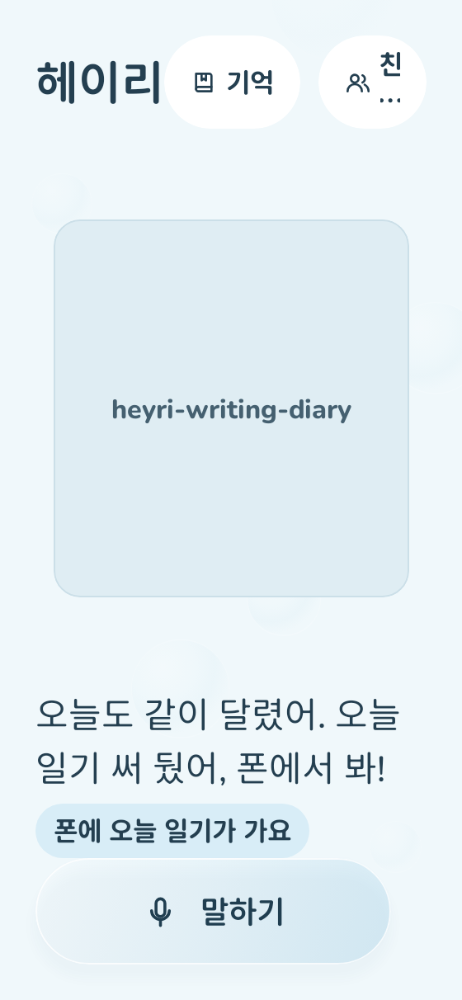 헤이리
기억
친
...
heyri-writing-diary
오늘도 같이 달렸어. 오늘
일기 써 뒀어, 폰에서 봐!
폰에 오늘 일기가 가요
말하기